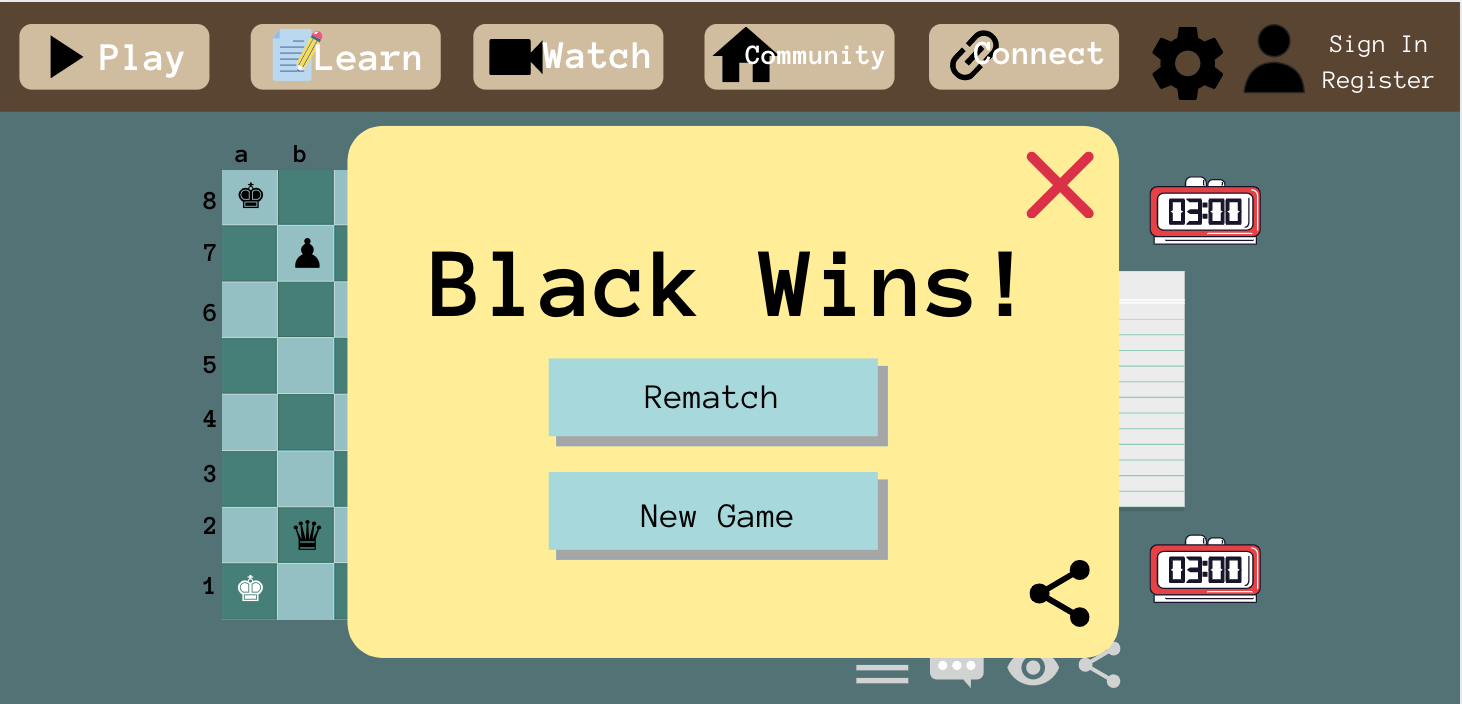 Play
Learn
Watch
Community
Connect
Sign In
Register
a b
8
7
6
5
4
3
2
1
03:00
Black Wins!
Rematch
New Game
03:00